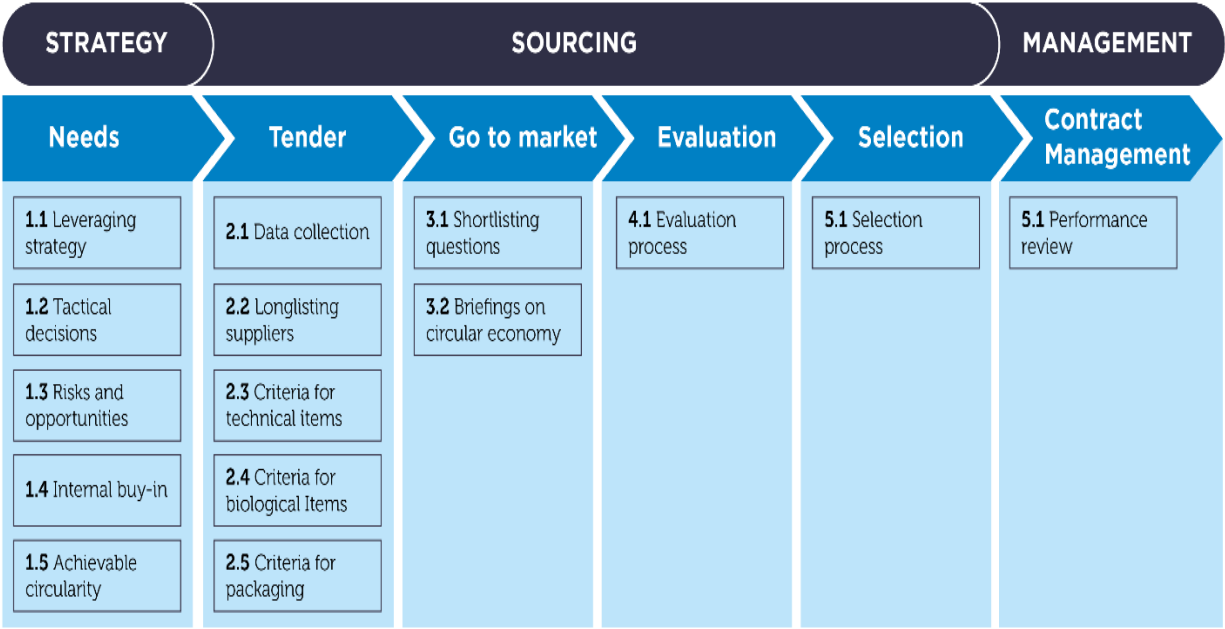 STRATEGY
SOURCING
MANAGEMENT
Needs
Tender
Go to market
Evaluation
Selection
Contract
Management
1.1 Leveraging
strategy
1.2 Tactical
decisions
1.3 Risks and
opportunities
1.4 Internal buy-in
1.5 Achievable
circularity
2.1 Data collection
2.2 Longlisting
suppliers
2.3 Criteria for
technical items
2.4 Criteria for
biological Items
2.5 Criteria for
packaging
3.1 Shortlisting
questions
3.2 Briefings on
circular economy
4.1 Evaluation
process
5.1 Selection
process
5.1 Performance
review